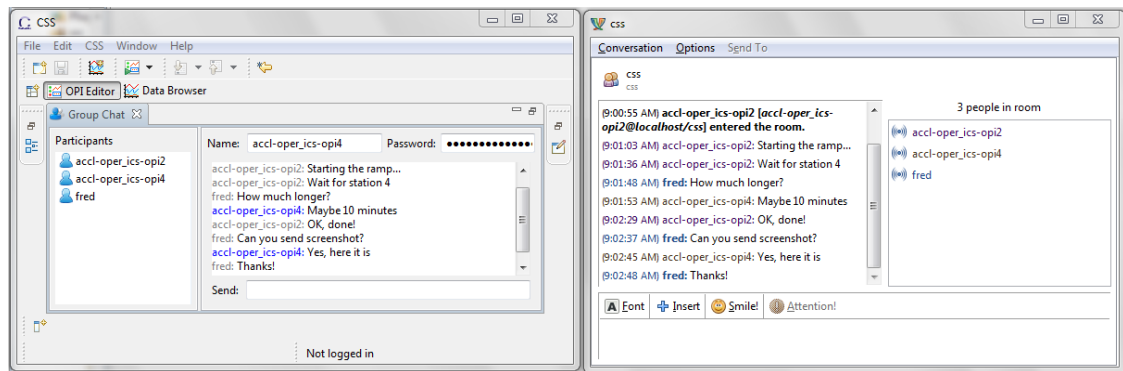 CSS
File Edit CSS Window Help
OPI Editor Data Browser
Group Chat
Participants
accl-oper_ics-opi2
accl-oper_ics-opi4
fred
Name: accl-oper_ics-opi4 Password:
accl-oper_ics-opi2: Starting the ramp...
accl-oper_ics-opi2: Wait for station 4
fred: How much longer?
accl-oper_ics-opi4: Maybe 10 minutes
accl-oper_ics-opi2: OK, done!
fred: Can you send screenshot?
accl-oper_ics-opi4: Yes, here it is
fred: Thanks!
Send:
Not logged in
css
Conversation Options Send To
css
css
(9:00:55 AM) accl-oper_ics-opi2 [accl-oper_ics-
opi2@localhost/css] entered the room.
(9:01:03 AM) accl-oper_ics-opi2: Starting the ramp...
(9:01:36 AM) accl-oper_ics-opi2: Wait for station 4
(9:01:48 AM) fred: How much longer?
(9:01:53 AM) accl-oper_ics-opi4: Maybe 10 minutes
(9:02:29 AM) accl-oper_ics-opi2: OK, done!
(9:02:37 AM) fred: Can you send screenshot?
(9:02:45 AM) accl-oper_ics-opi4: Yes, here it is
(9:02:48 AM) fred: Thanks!
3 people in room
accl-oper_ics-opi2
accl-oper_ics-opi4
fred
A Font Insert Smile! Attention!